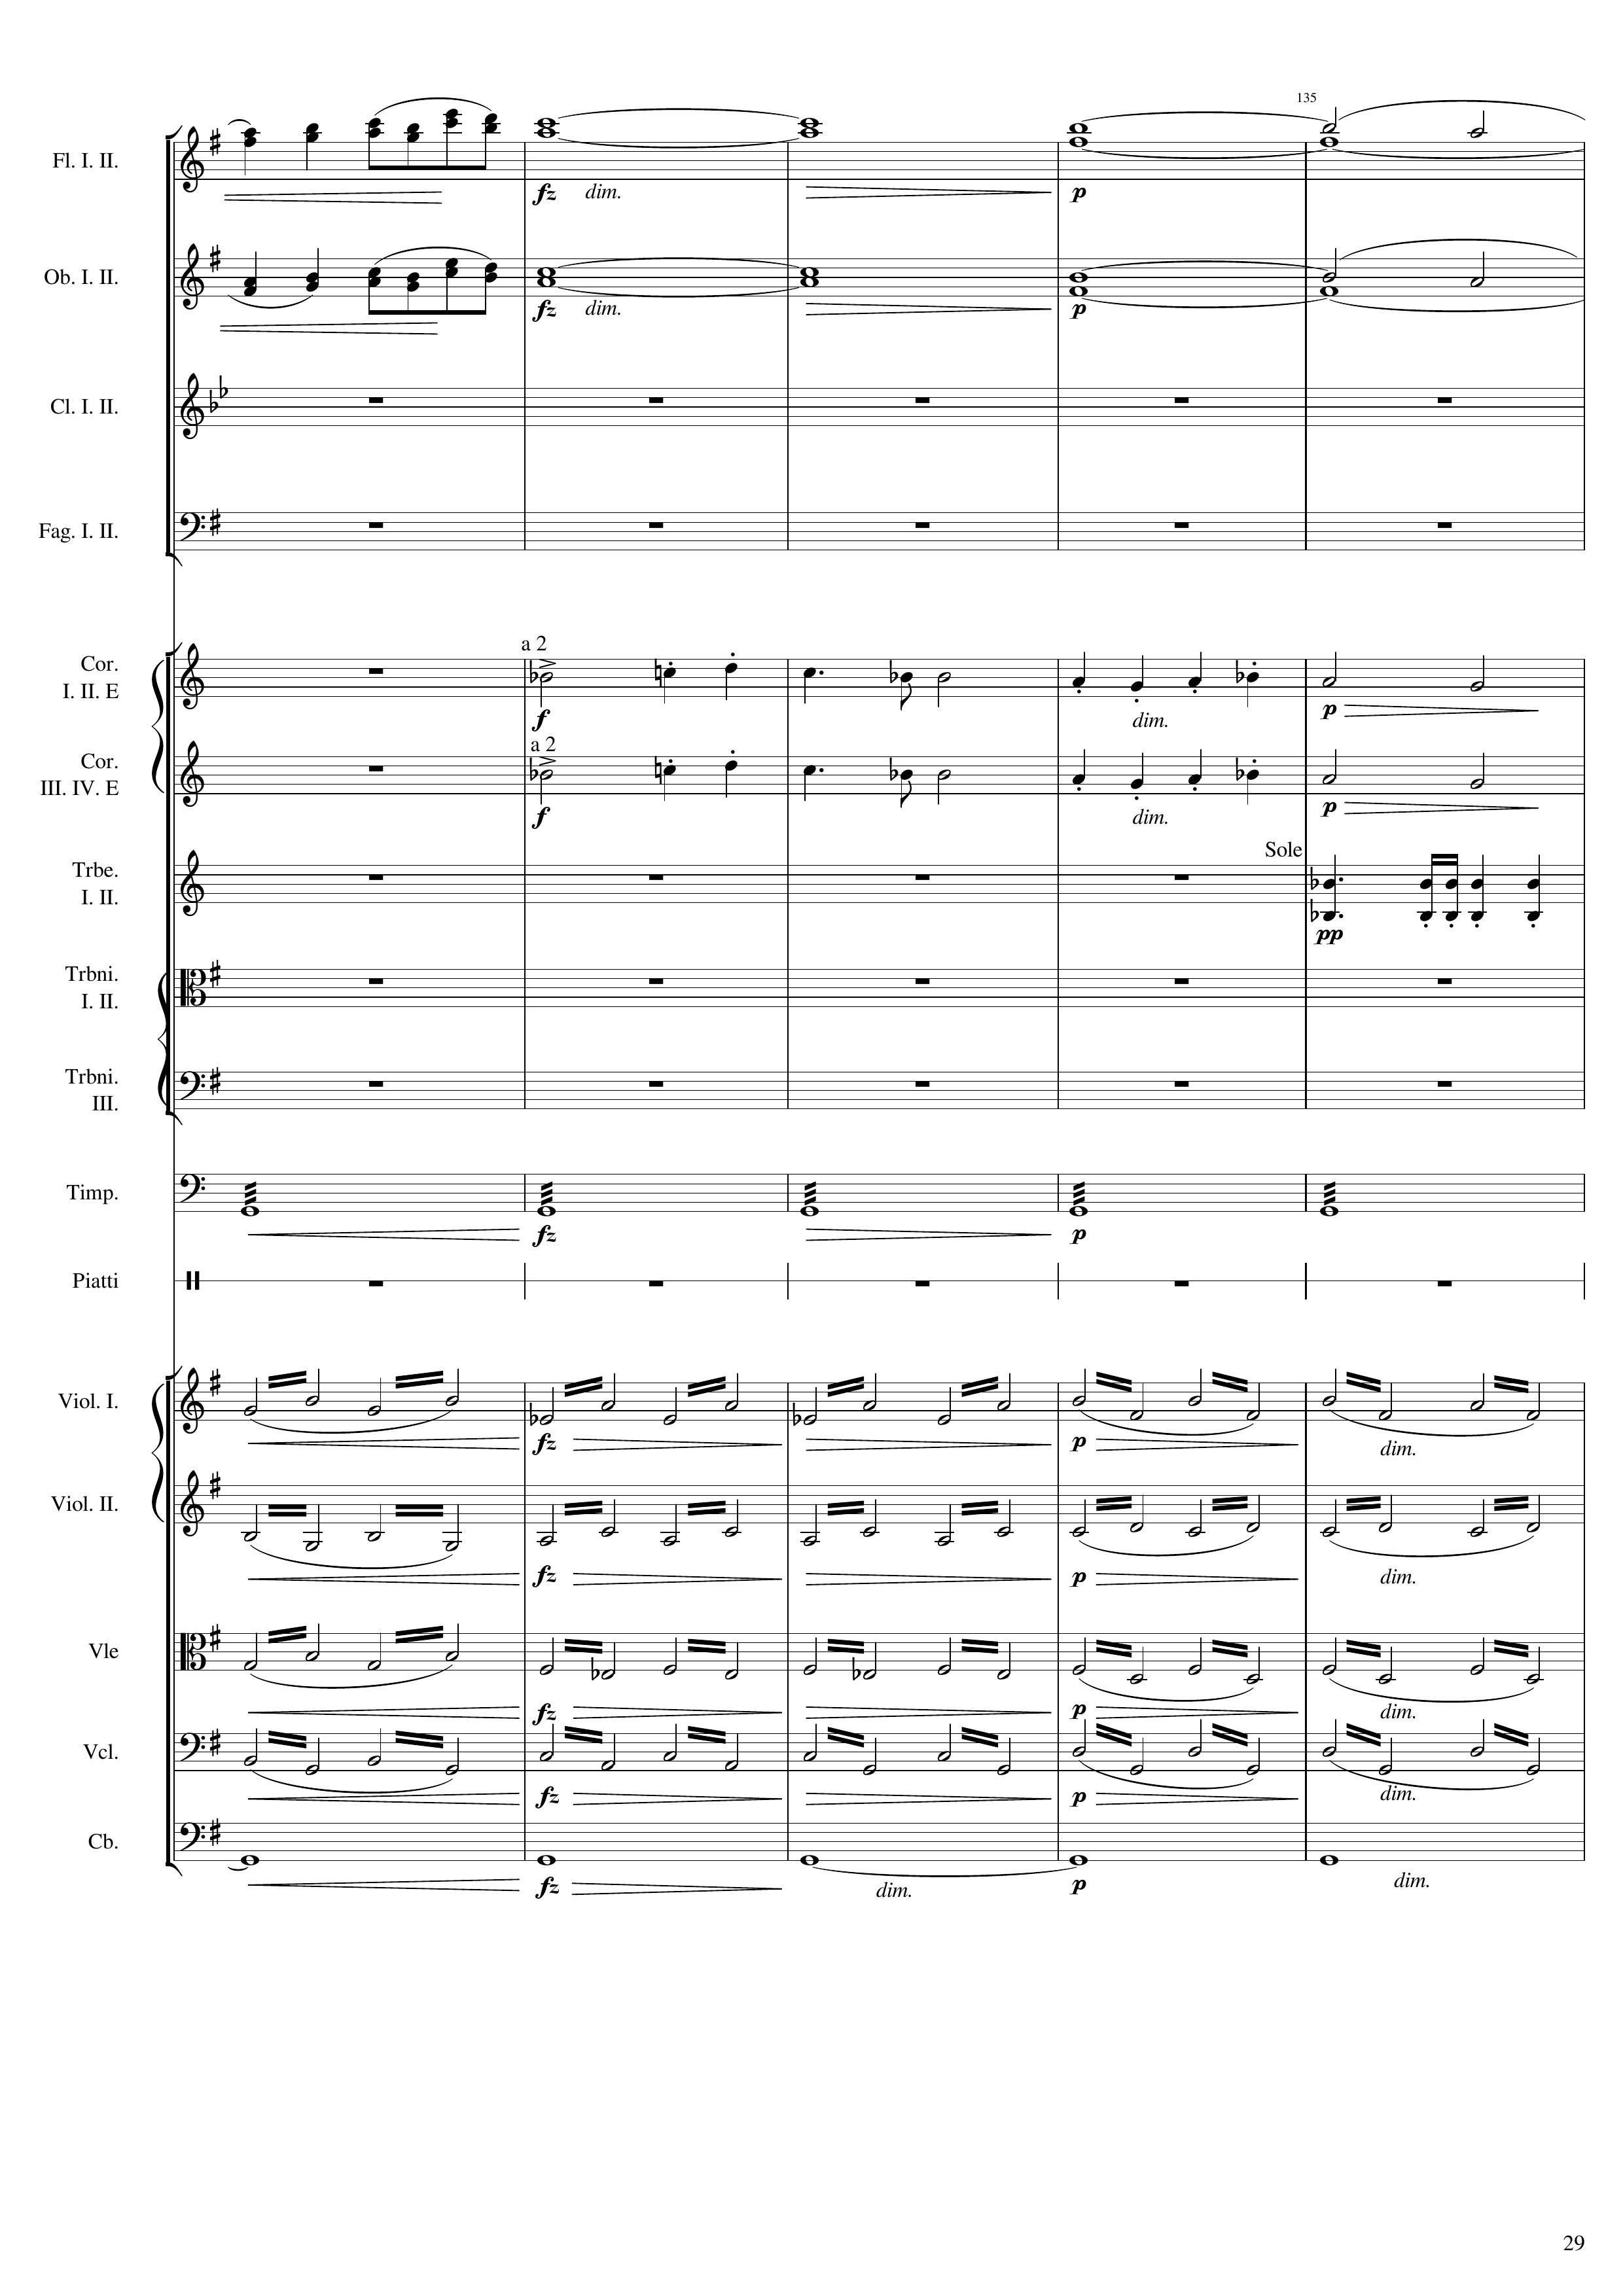 135
Fl. I. II.
fz dim. p
Ob. I. II.
fz dim. p
Cl. I. II.
Fag. I. II.
a 2
Cor.
I. II. E
f dim. p
a 2
Cor.
III. IV. E
f dim. p
Sole
Trbe.
I. II.
pp
Trbni.
I. II.
Trbni.
III.
Timp.
fz p
Piatti
Viol. I.
fz p dim.
Viol. II.
fz p dim.
Vle
fz p dim.
Vcl.
fz p dim.
Cb.
fz dim. p dim.
29